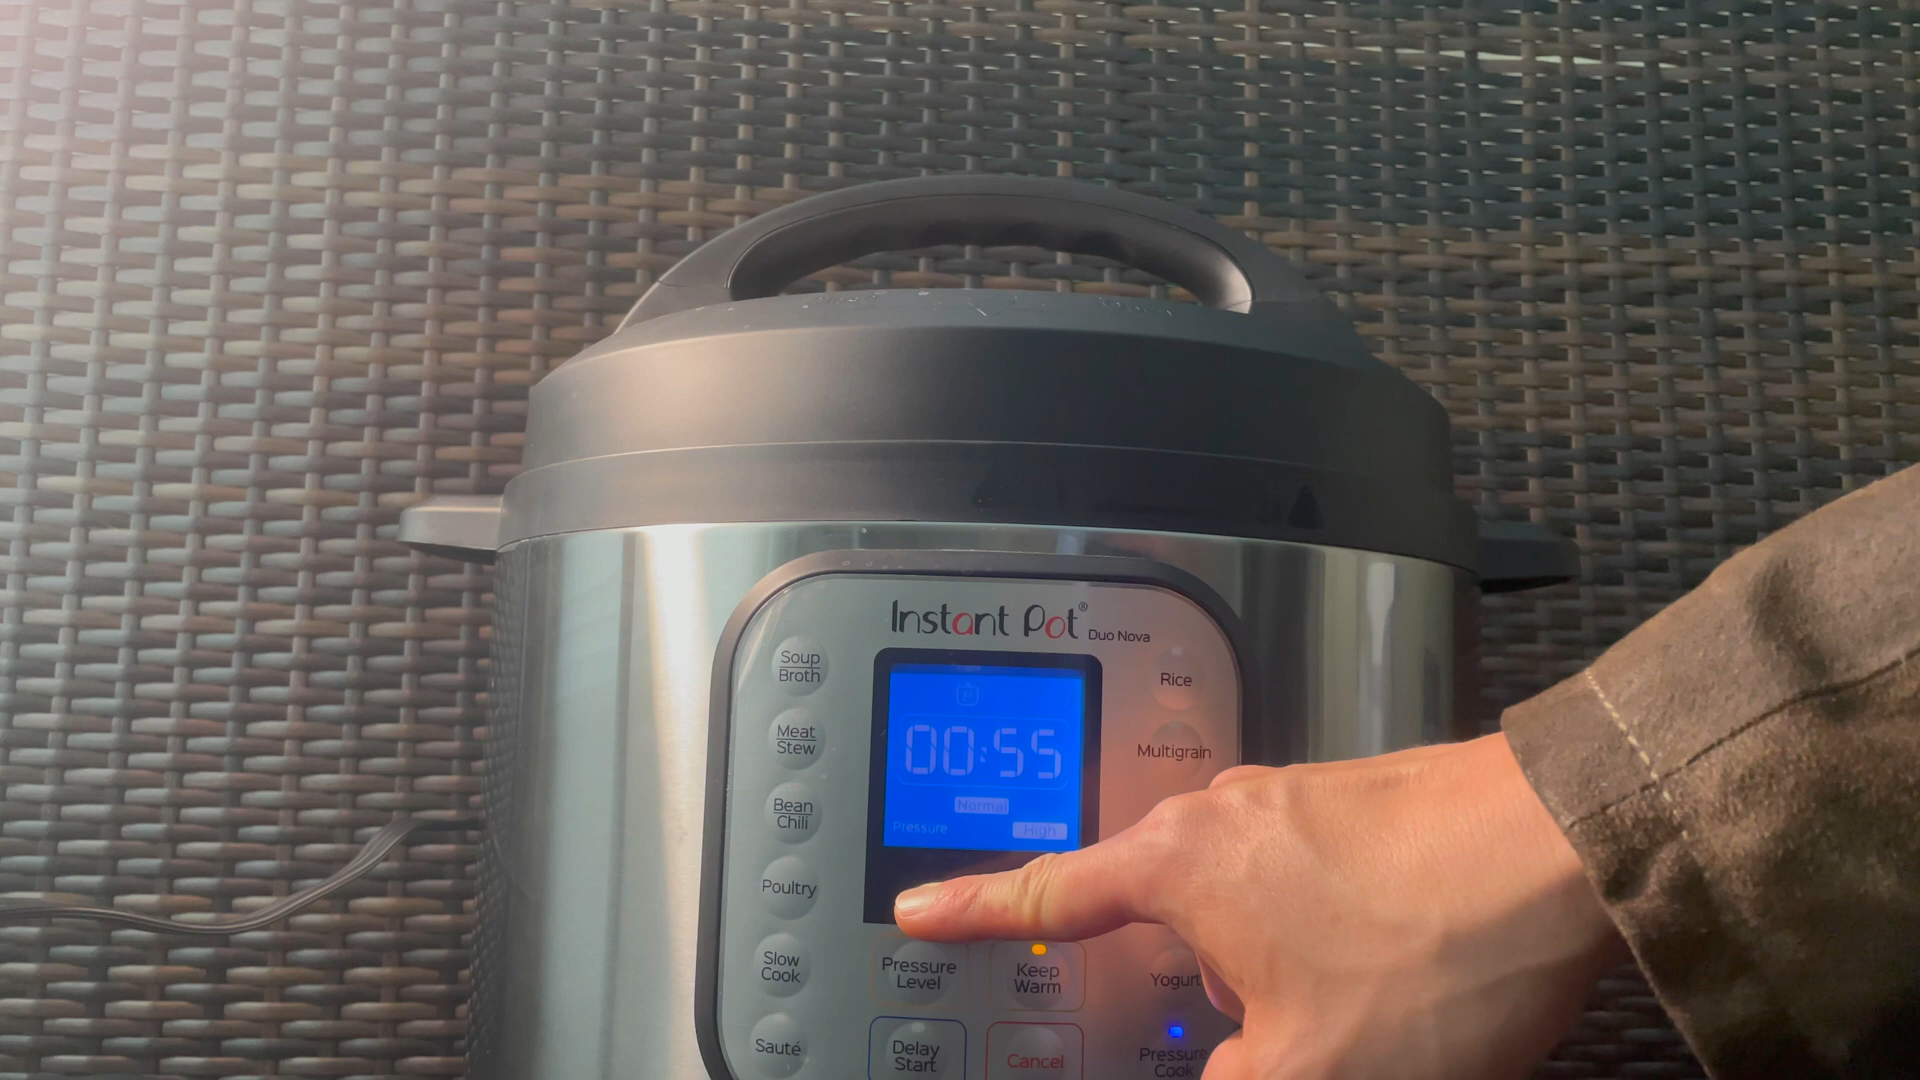 Instant Pot® Duo Nova
Soup
Broth
Rice
Meat
Stew
00:55
Multigrain
Normal
Bean
Chili
Pressure High
Poultry
Slow
Cook
Pressure
Level
Keep
Warm
Yogurt
Sauté
Delay
Start
Cancel
Pressure
Cook